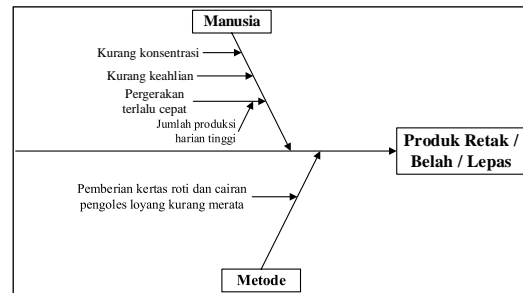 Manusia
Kurang konsentrasi
Kurang keahlian
Pergerakan
terlalu cepat
Jumlah produksi
harian tinggi
Produk Retak /
Belah / Lepas
Pemberian kertas roti dan cairan
pengoles loyang kurang merata
Metode